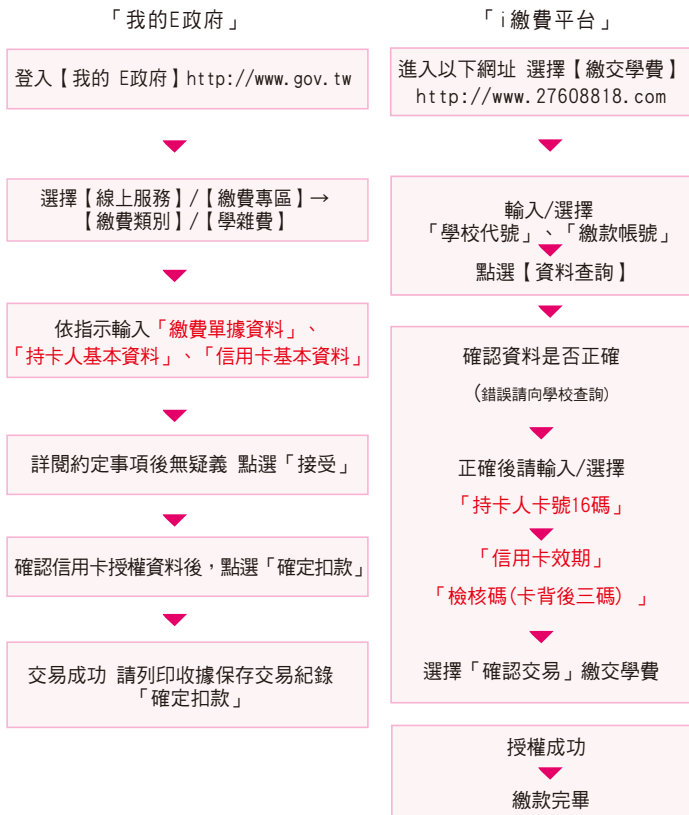 「我的E政府」
登入【我的 E政府】http://www.gov.tw
選擇【線上服務】/【繳費專區】→
【繳費類別】/【學雜費】
依指示輸入「繳費單據資料」、
「持卡人基本資料」、「信用卡基本資料」
詳閱約定事項後無疑義 點選「接受」
確認信用卡授權資料後，點選「確定扣款」
交易成功 請列印收據保存交易紀錄
「確定扣款」
「i繳費平台」
進入以下網址 選擇【繳交學費】
http://www.27608818.com
輸入/選擇
「學校代號」、「繳款帳號」
點選【資料查詢】
確認資料是否正確
(錯誤請向學校查詢)
正確後請輸入/選擇
「持卡人卡號16碼」
「信用卡效期」
「檢核碼(卡背後三碼) 」
選擇「確認交易」繳交學費
授權成功
繳款完畢